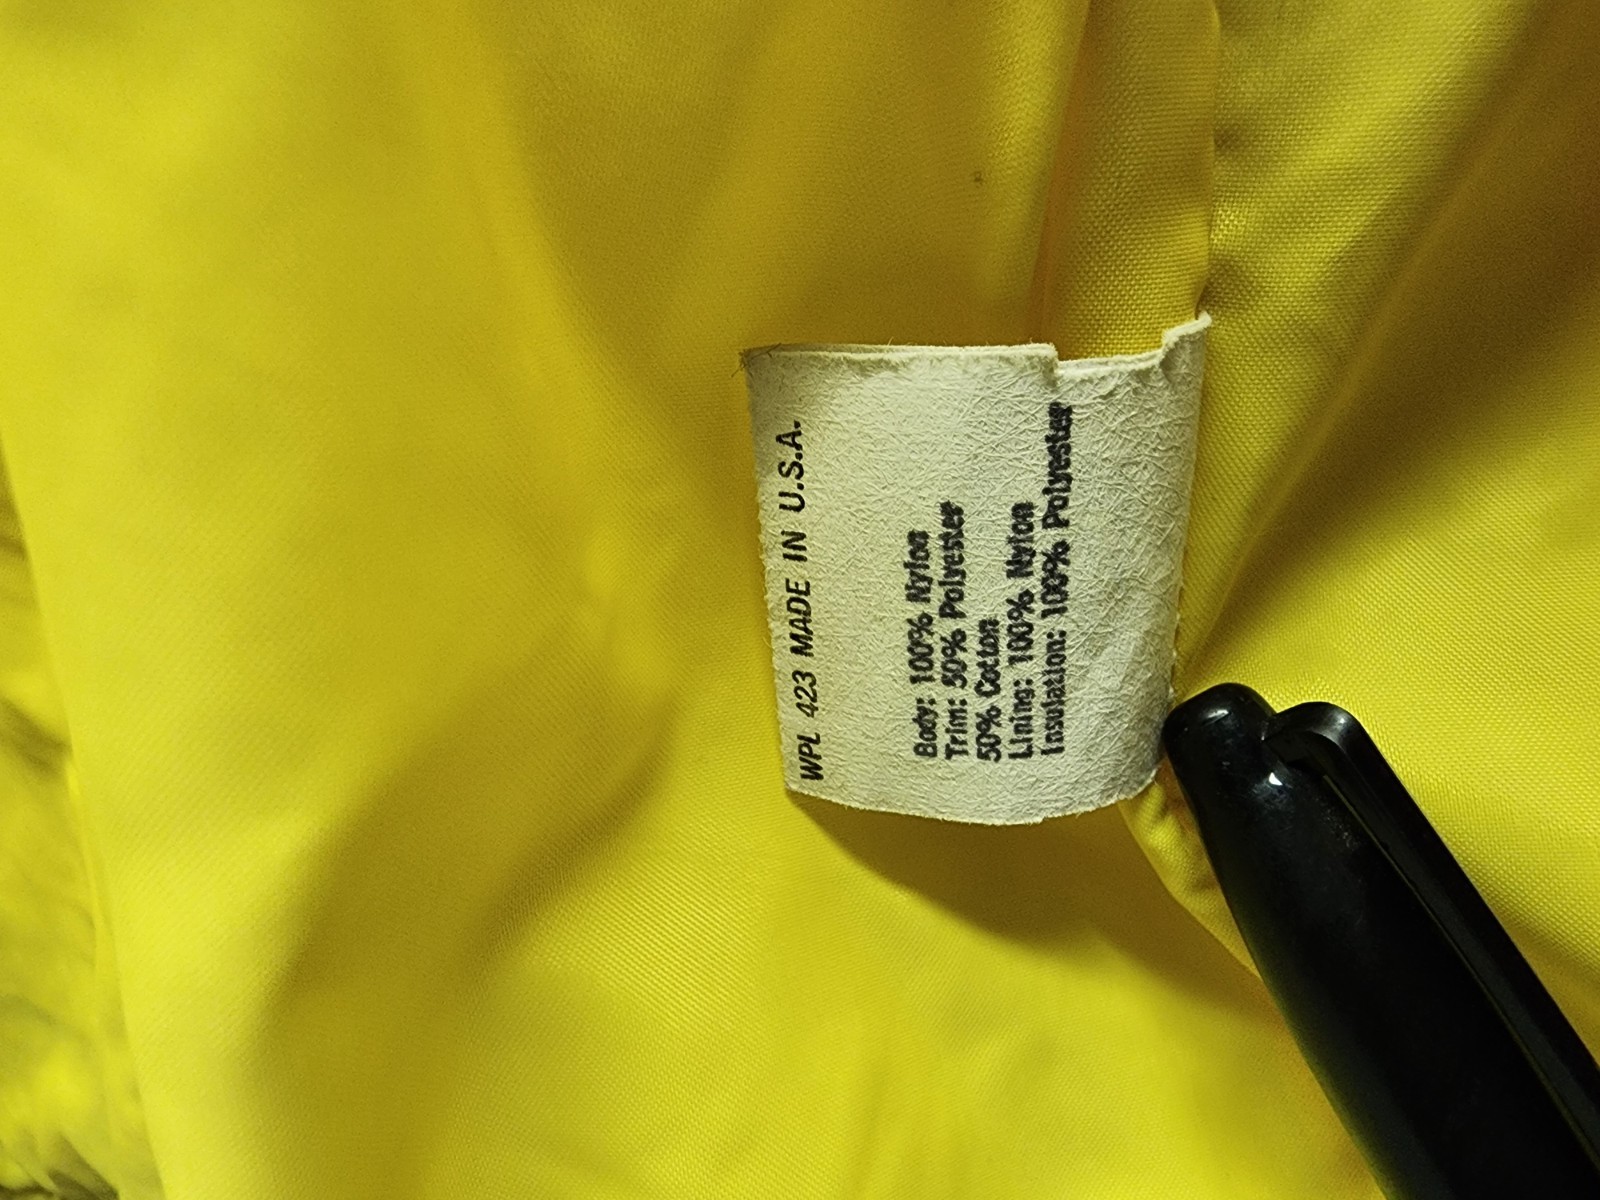 WPL 423 MADE IN U.S.A.
Body: 100% Nylon
Trim: 50% Polyester
50% Cotton
Lining: 100% Nylon
Insulation: 100% Polyester